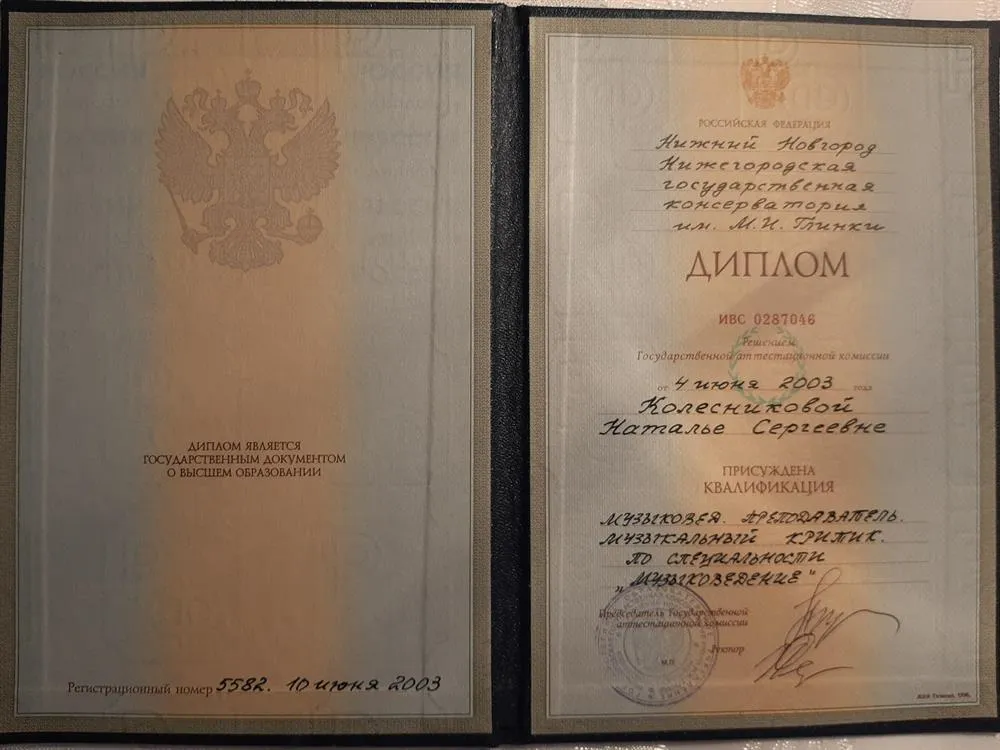 ДИПЛОМ ЯВЛЯЕТСЯ
ГОСУДАРСТВЕННЫМ ДОКУМЕНТОМ
О ВЫСШЕМ ОБРАЗОВАНИИ
Регистрационный номер 5582. 10 июня 2003
РОССИЙСКАЯ ФЕДЕРАЦИЯ
Нижний Новгород
Нижегородская
государственная
консерватория
им. М.И. Глинки
ДИПЛОМ
ИВС 0287046
Решением
Государственной аттестационной комиссии
от 4 июня 2003 года
Колесниковой
Наталье Сергеевне
ПРИСУЖДЕНА
КВАЛИФИКАЦИЯ
МУЗЫКОВЕД. ПРЕПОДАВАТЕЛЬ.
МУЗЫКАЛЬНЫЙ КРИТИК.
ПО СПЕЦИАЛЬНОСТИ
„МУЗЫКОВЕДЕНИЕ"
Председатель Государственной
аттестационной комиссии
Ректор
М.П.